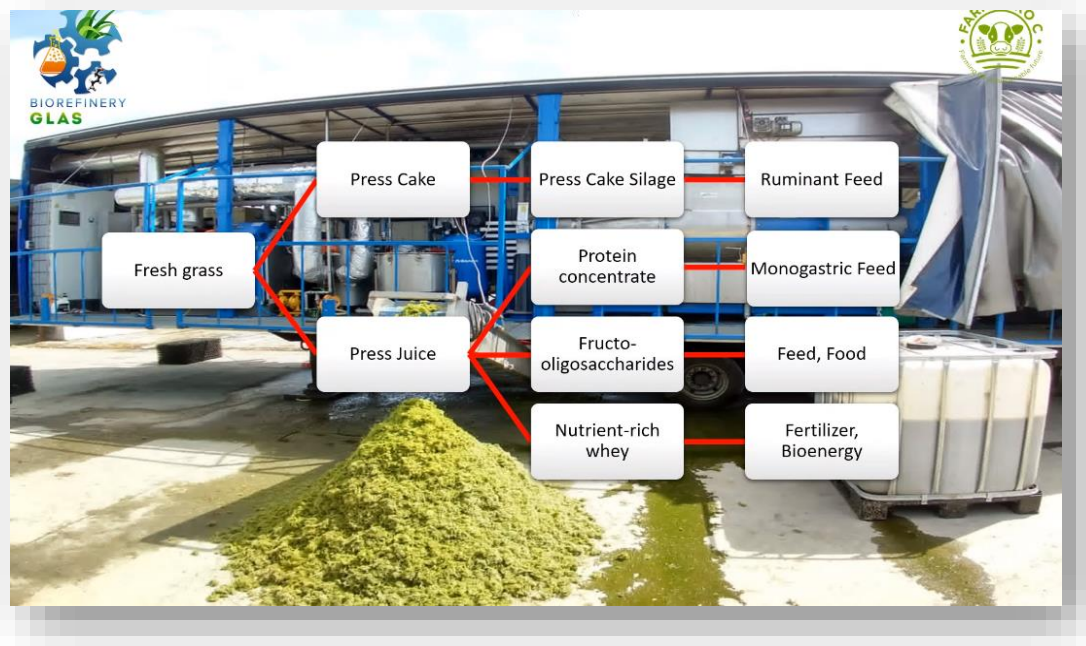 BIOREFINERY
GLAS
Fresh grass
Press Cake
Press Cake Silage
Ruminant Feed
Press Juice
Protein
concentrate
Monogastric Feed
Fructo-
oligosaccharides
Feed, Food
Nutrient-rich
whey
Fertilizer,
Bioenergy